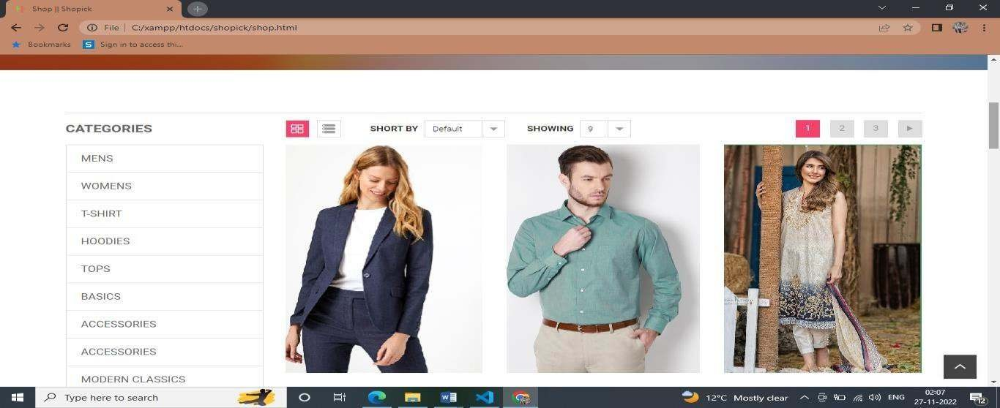 Shop || Shopick
File | C:/xampp/htdocs/shopick/shop.html
Bookmarks S Sign in to access thi...
CATEGORIES
SHORT BY Default SHOWING 9 1 2 3
MENS
WOMENS
T-SHIRT
HOODIES
TOPS
BASICS
ACCESSORIES
ACCESSORIES
MODERN CLASSICS
Type here to search
12°C Mostly clear ENG
02:07
27-11-2022
12